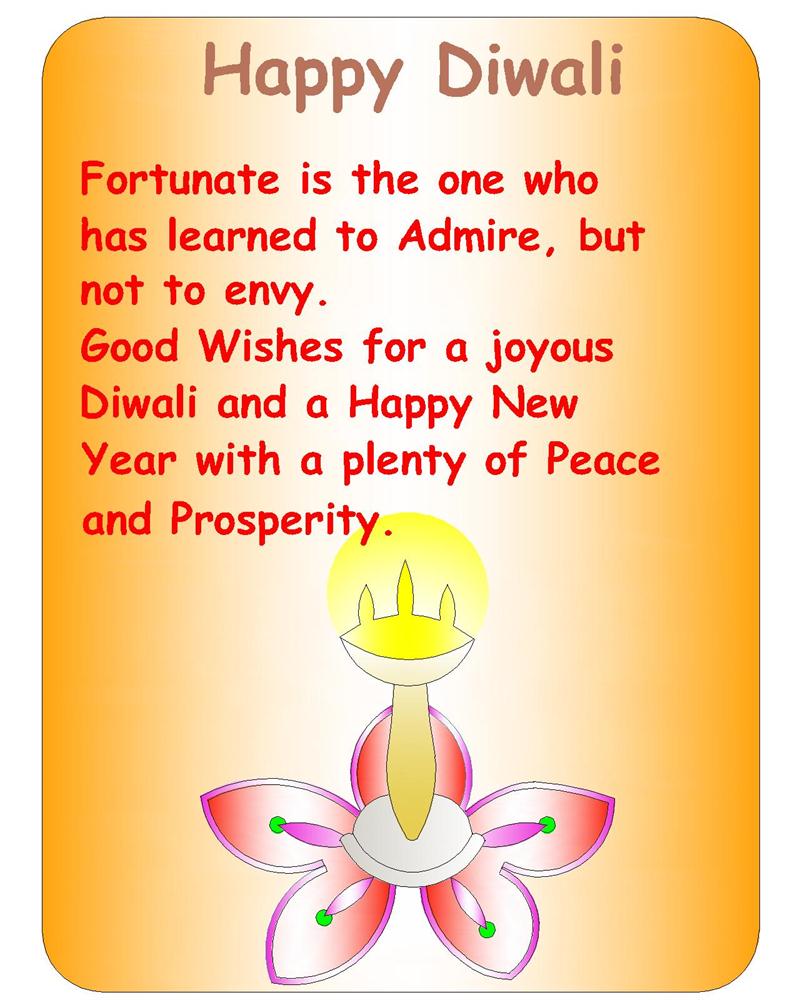 Happy Diwali
Fortunate is the one who
has learned to Admire, but
not to envy.
Good Wishes for a joyous
Diwali and a Happy New
Year with a plenty of Peace
and Prosperity.